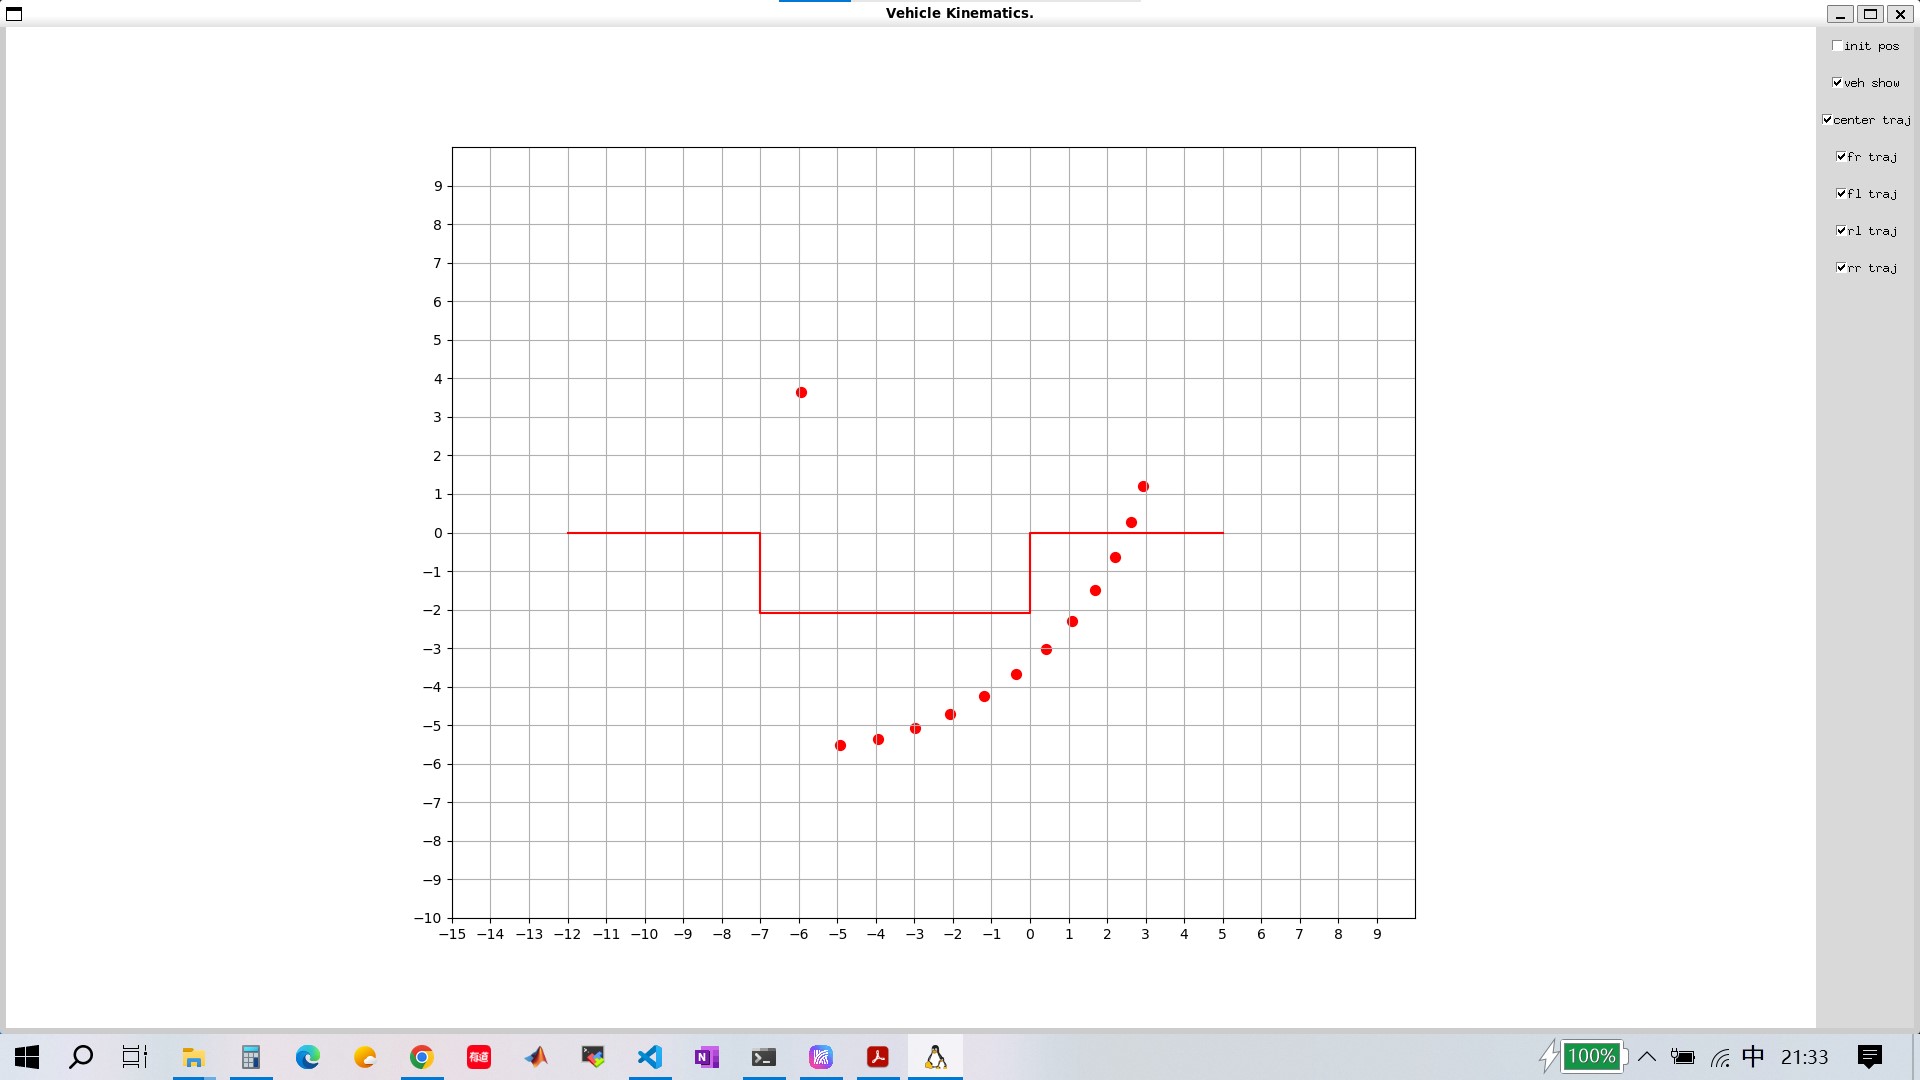 Vehicle Kinematics.
init pos
veh show
center traj
fr traj
fl traj
rl traj
rr traj
9
8
7
6
5
4
3
2
1
0
−1
−2
−3
−4
−5
−6
−7
−8
−9
−10
−15 −14 −13 −12 −11 −10 −9 −8 −7 −6 −5 −4 −3 −2 −1 0 1 2 3 4 5 6 7 8 9
有道 N 100% 中 21:33